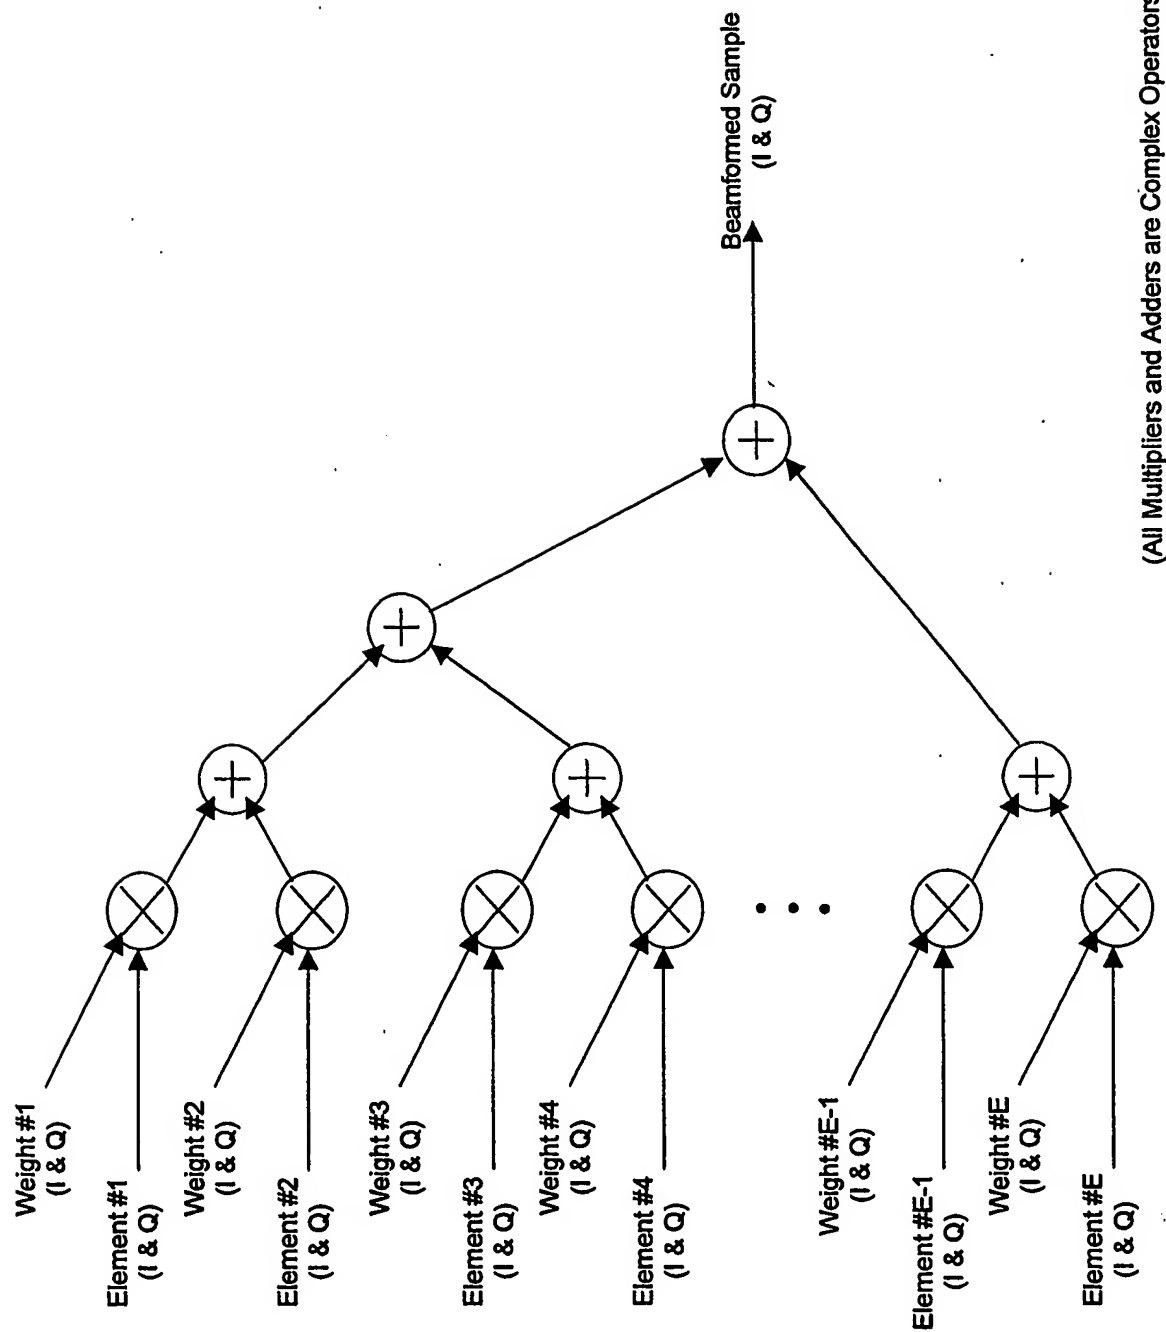 Weight #1
(I & Q)
Element #1
(I & Q)
Weight #2
(I & Q)
Element #2
(I & Q)
Weight #3
(I & Q)
Element #3
(I & Q)
Weight #4
(I & Q)
Element #4
(I & Q)
Weight #E-1
(I & Q)
Element #E-1
(I & Q)
Weight #E
(I & Q)
Element #E
(I & Q)
Beamformed Sample
(I & Q)
(All Multipliers and Adders are Complex Operators